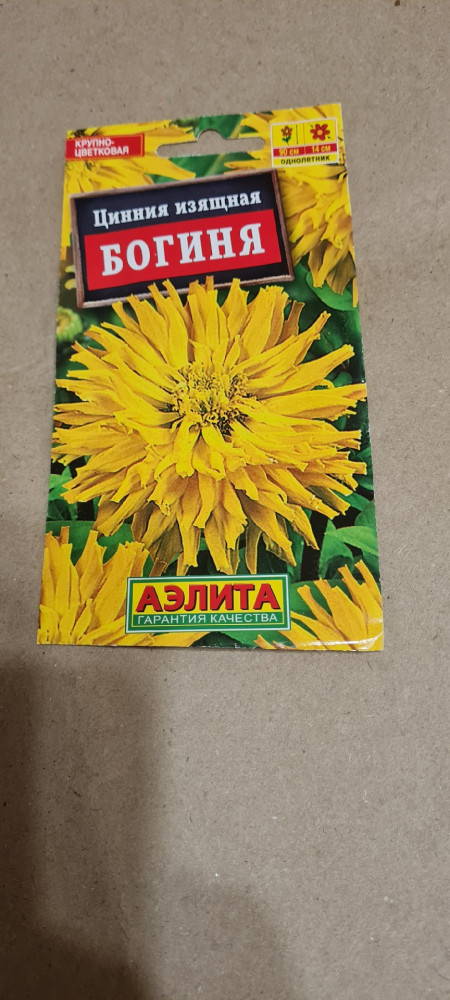 КРУПНО-
ЦВЕТКОВАЯ
90 см 14 см
однолетник
Цинния изящная
БОГИНЯ
АЭЛИТА
ГАРАНТИЯ КАЧЕСТВА